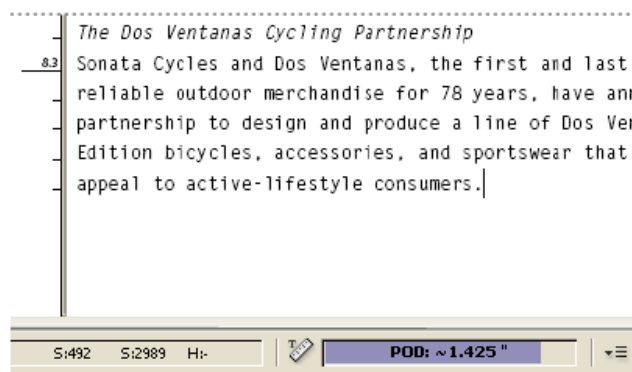 The Dos Ventanas Cycling Partnership
8.3 Sonata Cycles and Dos Ventanas, the first and last
reliable outdoor merchandise for 78 years, have
partnership to design and produce a line of Dos
Edition bicycles, accessories, and sportswear that
appeal to active-lifestyle consumers.
S:492 S:2989 H:- POD: ~1.425 "